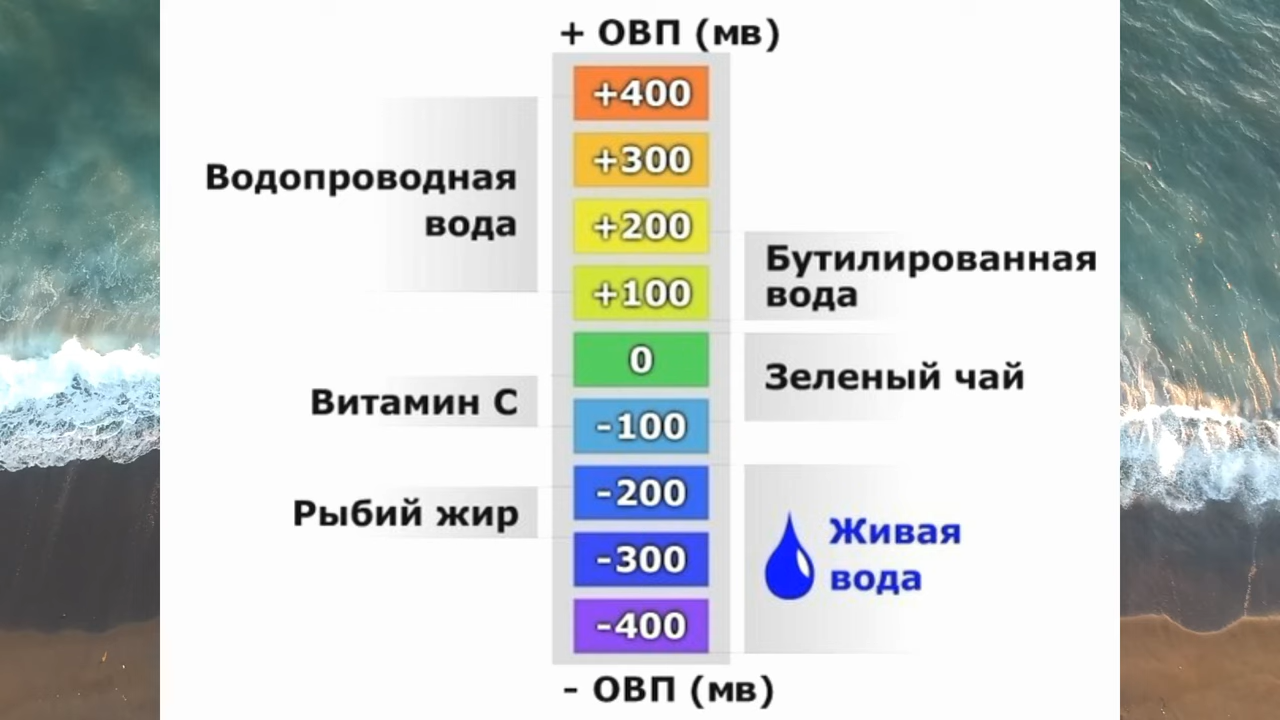 + ОВП (мв)
+400
+300
Водопроводная
вода
+200
Бутилированная
вода
+100
0
Зеленый чай
Витамин С
-100
-200
Рыбий жир
Живая
вода
-300
-400
- ОВП (мв)